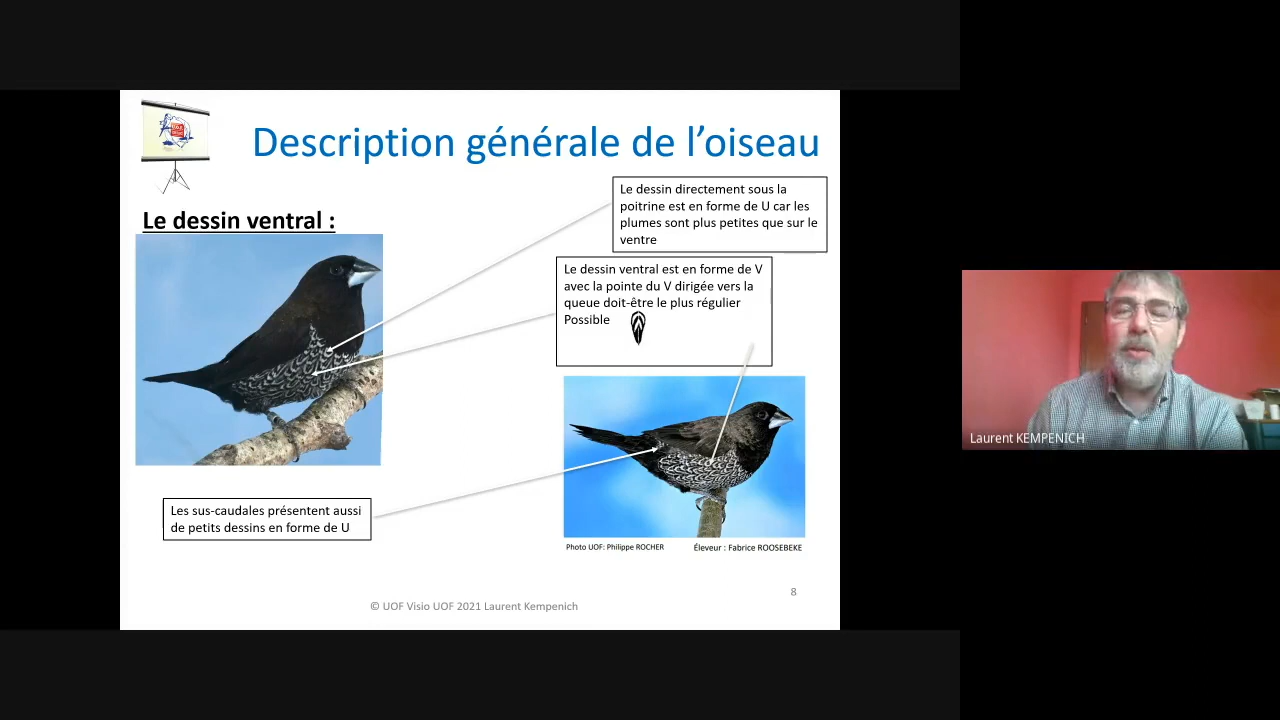 Description générale de l’oiseau
Le dessin ventral :
Le dessin directement sous la
poitrine est en forme de U car les
plumes sont plus petites que sur le
ventre
Le dessin ventral est en forme de V
avec la pointe du V dirigée vers la
queue doit-être le plus régulier
Possible
Les sus-caudales présentent aussi
de petits dessins en forme de U
Photo UOF: Philippe ROCHER
Éleveur : Fabrice ROOSEBEKE
8
© UOF Visio UOF 2021 Laurent Kempenich
Laurent KEMPENICH